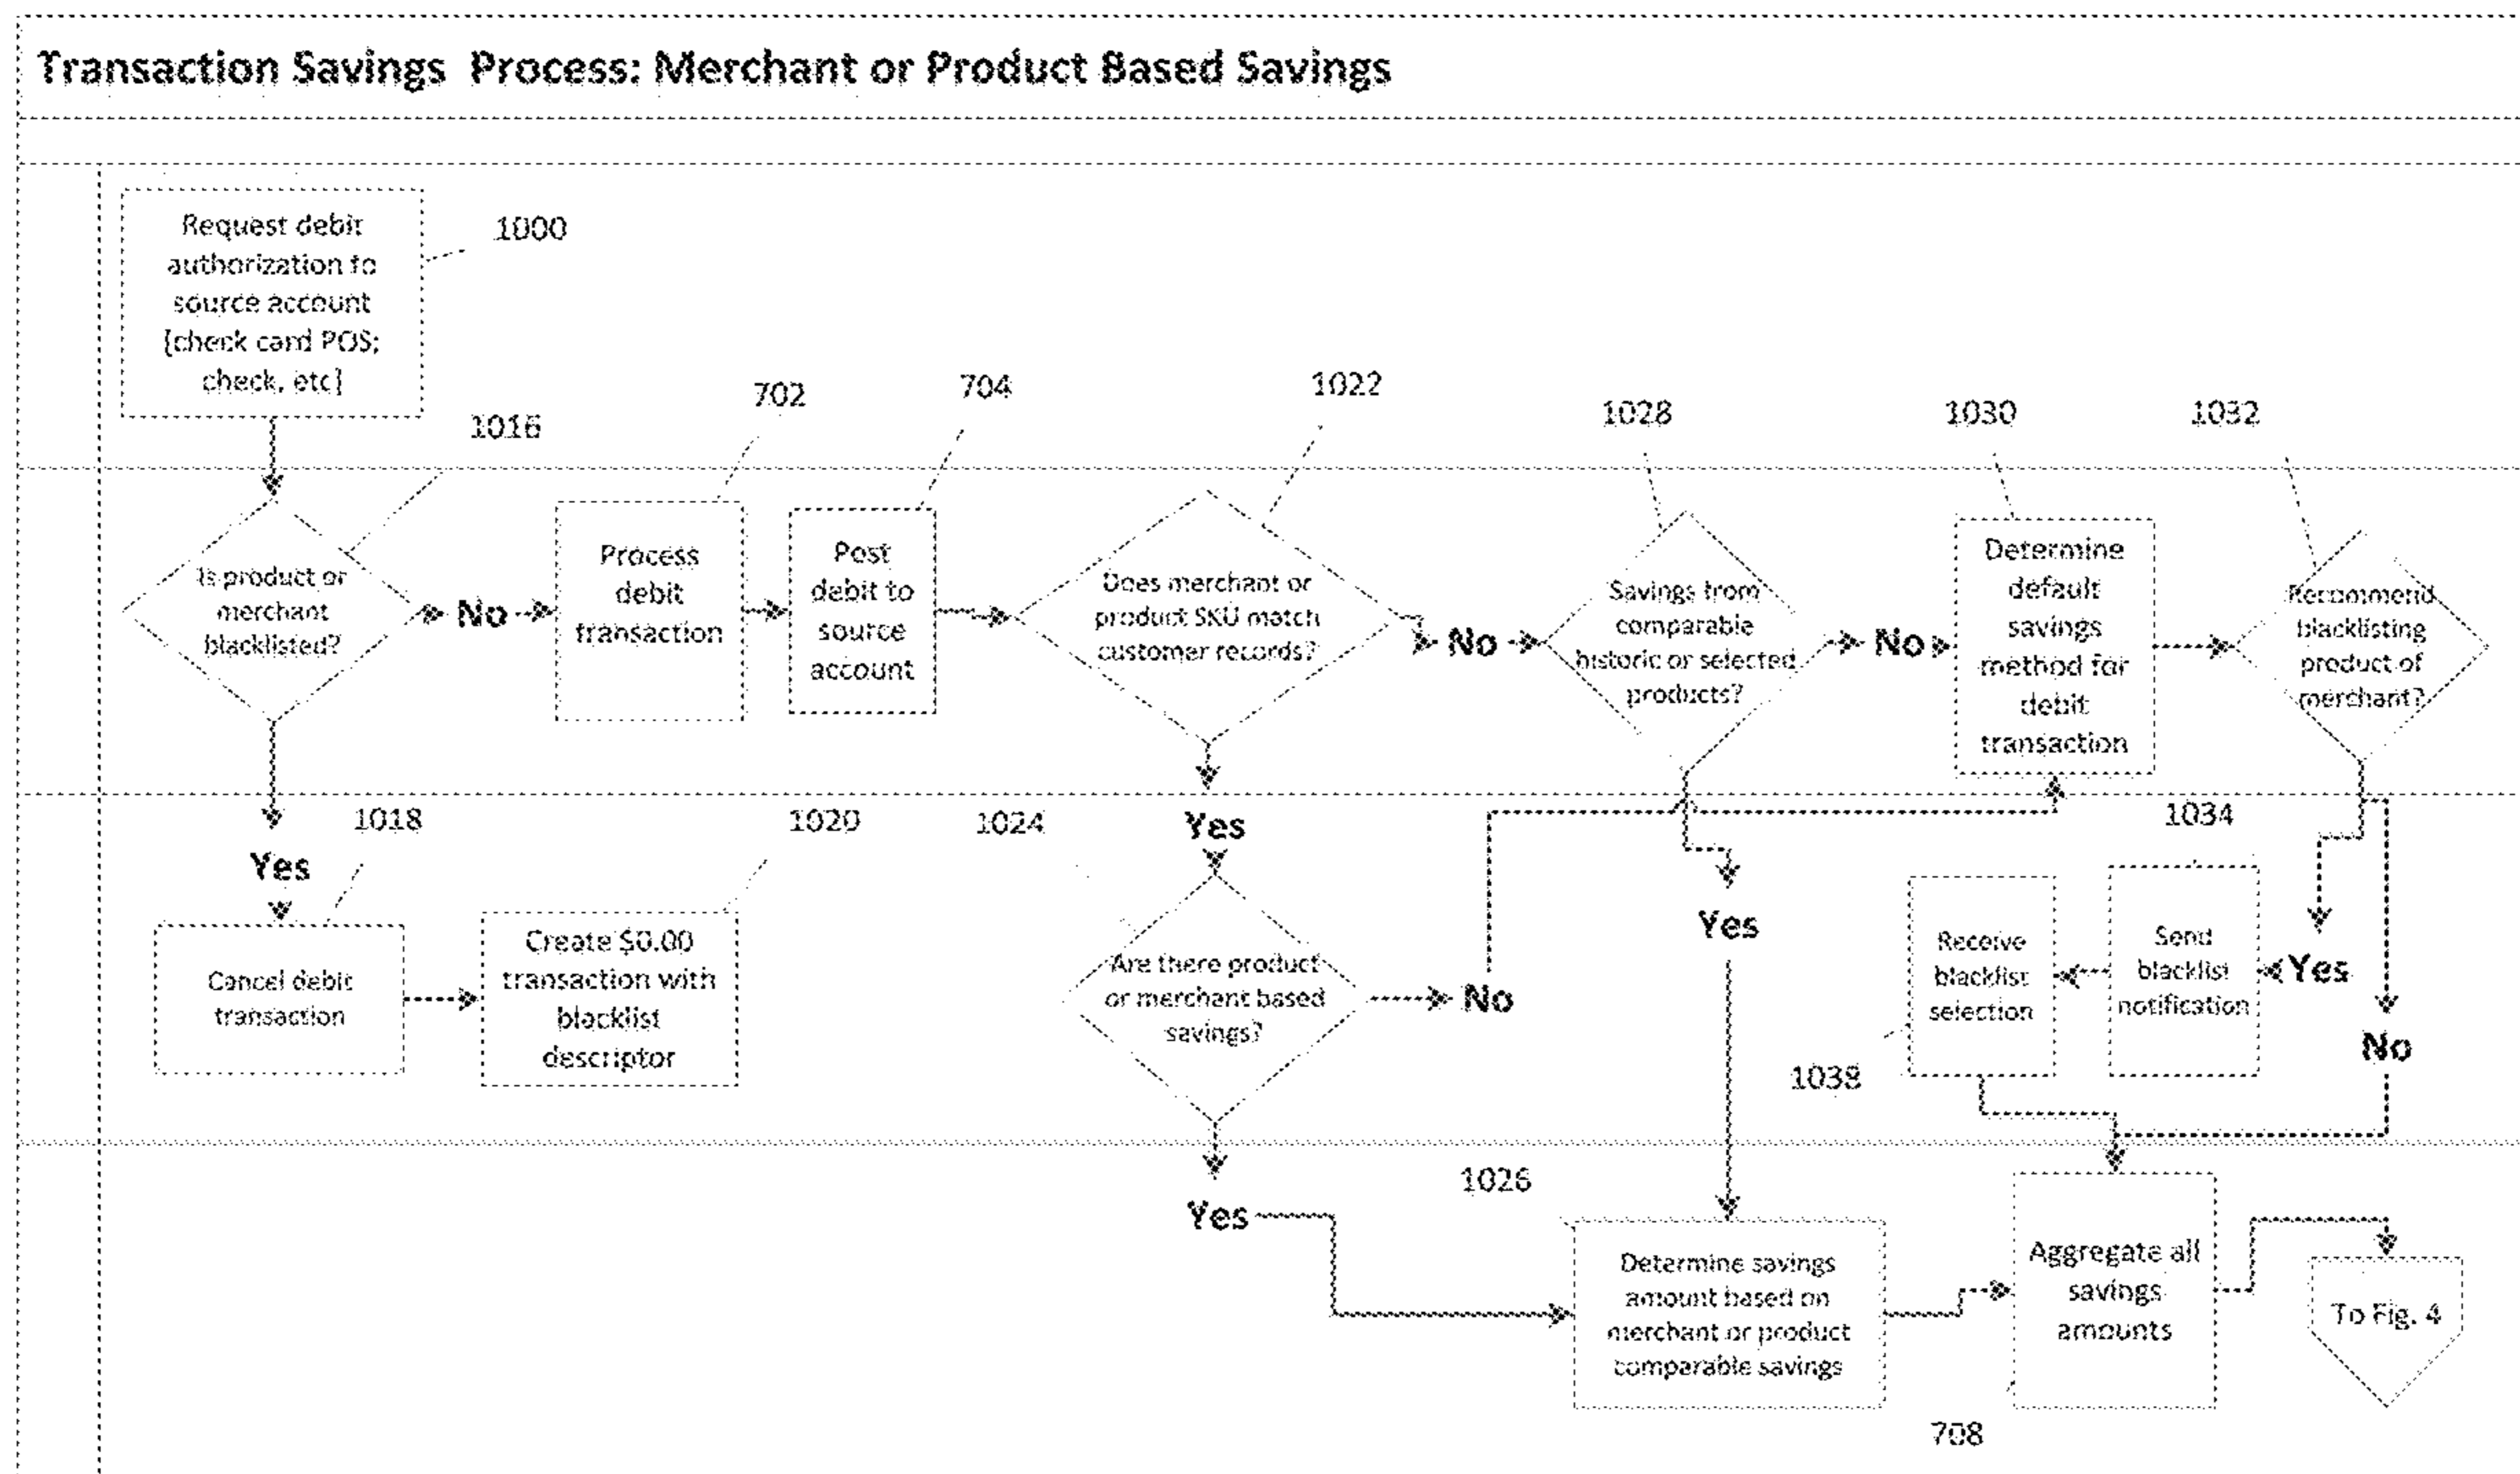 Transaction Savings Process: Merchant or Product Based Savings
Request debit
authorization to
source account
(check card POS;
check, etc)
1000
1016
702
704
1022
1028
1030
1032
Is product or
merchant
blacklisted?
No
Process
debit
transaction
Post
debit to
source
account
Does merchant or
product SKU match
customer records?
No
Savings from
comparable
historic or selected
products?
No
Determine
default
savings
method for
debit
transaction
Recommend
blacklisting
product of
merchant?
1018
1020
1024
1034
Yes
Cancel debit
transaction
Create $0.00
transaction with
blacklist
descriptor
Yes
Are there product
or merchant based
savings?
No
Yes
Receive
blacklist
selection
Send
blacklist
notification
Yes
No
1038
Yes
1026
Determine savings
amount based on
merchant or product
comparable savings
Aggregate all
savings
amounts
To Fig. 4
708